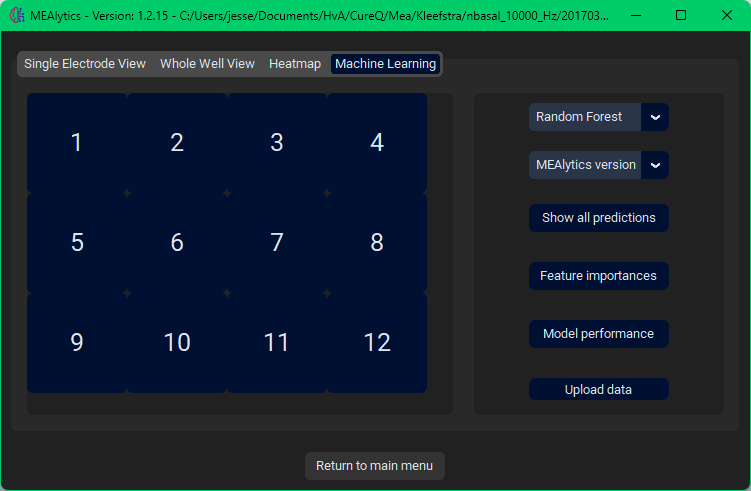 MEAlytics - Version: 1.2.15 - C:/Users/jesse/Documents/HvA/CureQ/Mea/Kleefstra/nbasal_10000_Hz/201703...
Single Electrode View Whole Well View Heatmap Machine Learning
1 2 3 4
5 6 7 8
9 10 11 12
Random Forest
MEAlytics version
Show all predictions
Feature importances
Model performance
Upload data
Return to main menu